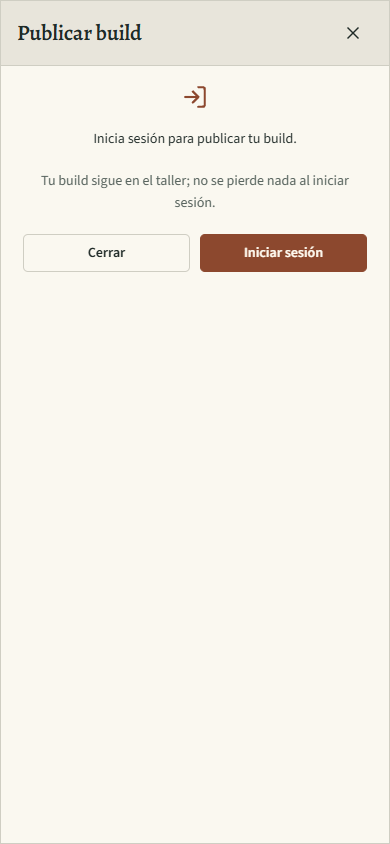 Publicar build
Inicia sesión para publicar tu build.
Tu build sigue en el taller; no se pierde nada al iniciar
sesión.
Cerrar
Iniciar sesión